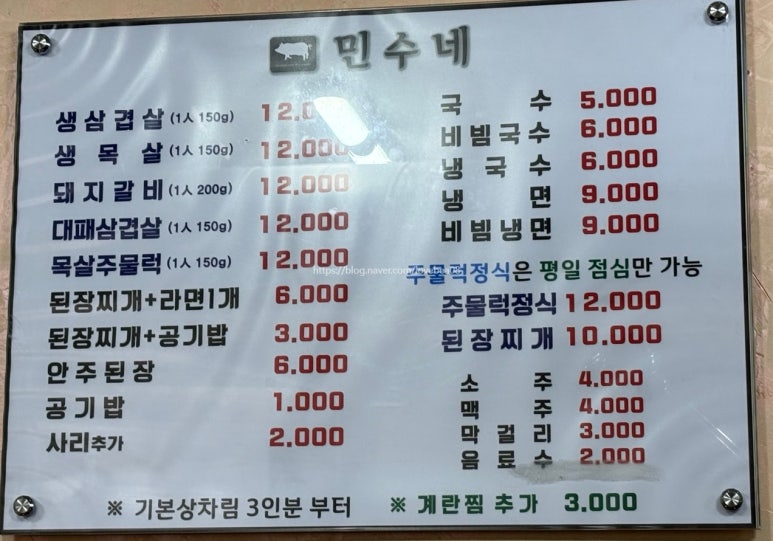 민수네
생삼겹살 (1人 150g) 12.0
생목살 (1人 150g) 12.000
돼지갈비 (1人 200g) 12.000
대패삼겹살 (1人 150g) 12.000
목살주물럭 (1人 150g) 12.000
된장찌개+라면1개 6.000
된장찌개+공기밥 3.000
안주된장 6.000
공기밥 1.000
사리추가 2.000
국수 5.000
비빔국수 6.000
냉국수 6.000
냉면 9.000
비빔냉면 9.000
주물럭정식은 평일 점심만 가능
주물럭정식 12.000
된장찌개 10.000
소주 4.000
맥주 4.000
막걸리 3.000
음료수 2.000
※ 기본상차림 3인분 부터 ※ 계란찜 추가 3.000